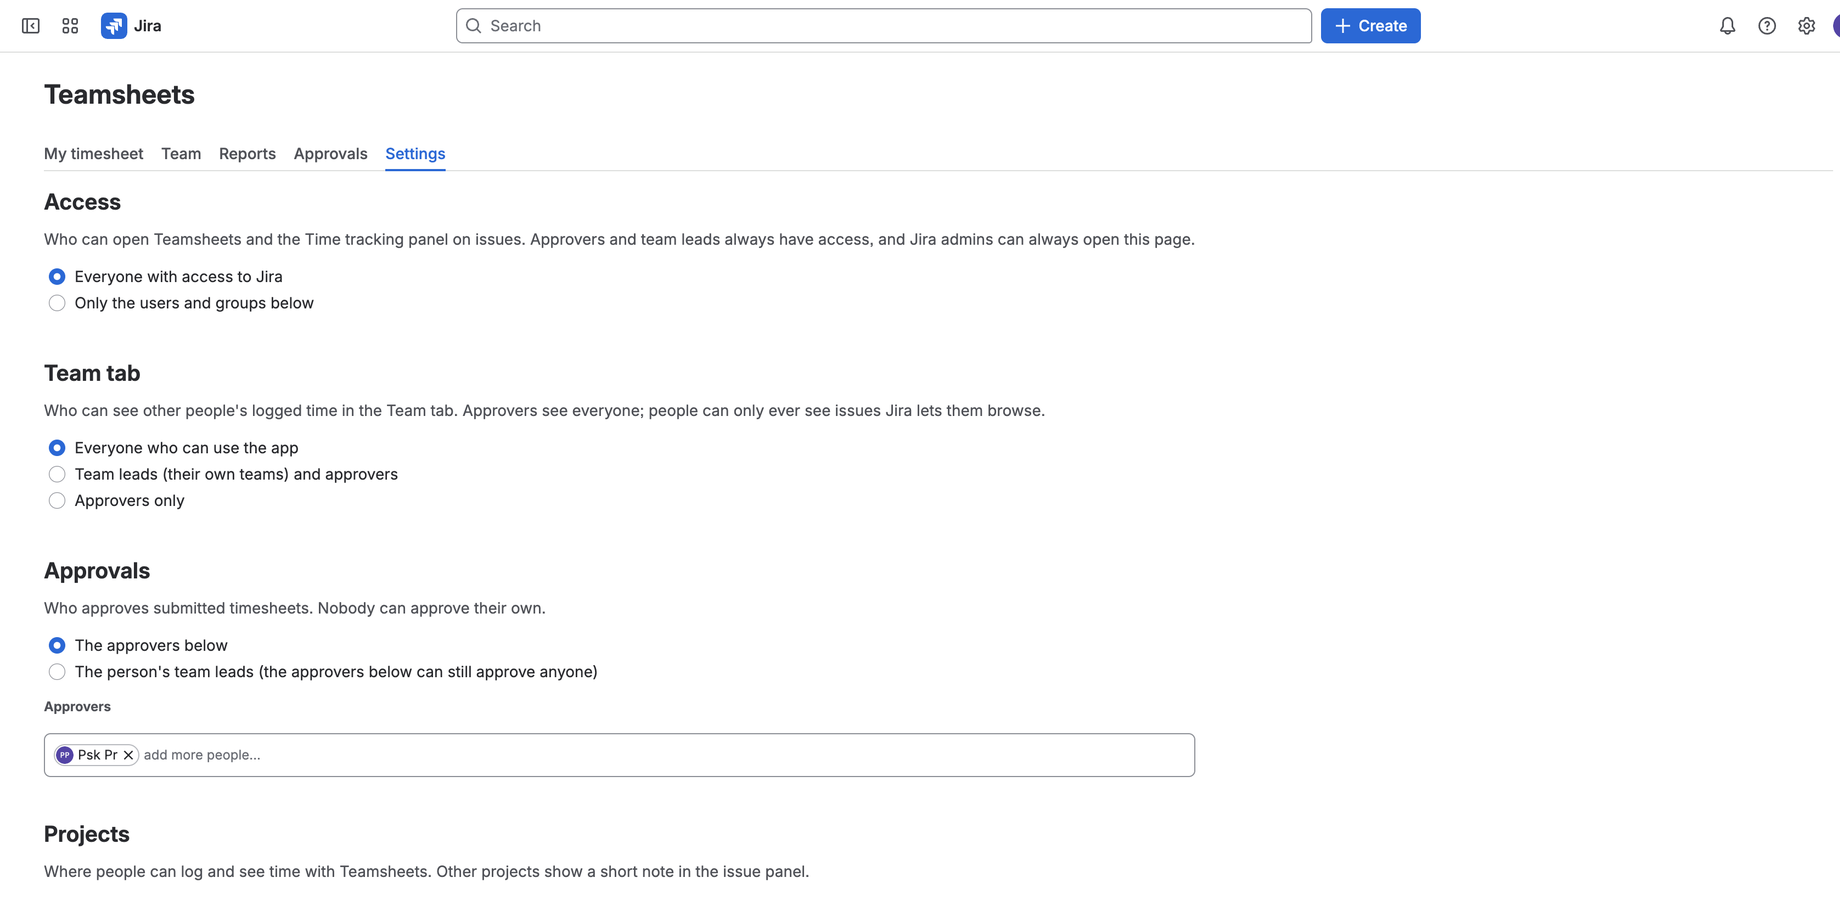 Jira
Search
Create
Teamsheets
My timesheet Team Reports Approvals Settings
Access
Who can open Teamsheets and the Time tracking panel on issues. Approvers and team leads always have access, and Jira admins can always open this page.
Everyone with access to Jira
Only the users and groups below
Team tab
Who can see other people's logged time in the Team tab. Approvers see everyone; people can only ever see issues Jira lets them browse.
Everyone who can use the app
Team leads (their own teams) and approvers
Approvers only
Approvals
Who approves submitted timesheets. Nobody can approve their own.
The approvers below
The person's team leads (the approvers below can still approve anyone)
Approvers
PP Psk Pr add more people...
Projects
Where people can log and see time with Teamsheets. Other projects show a short note in the issue panel.